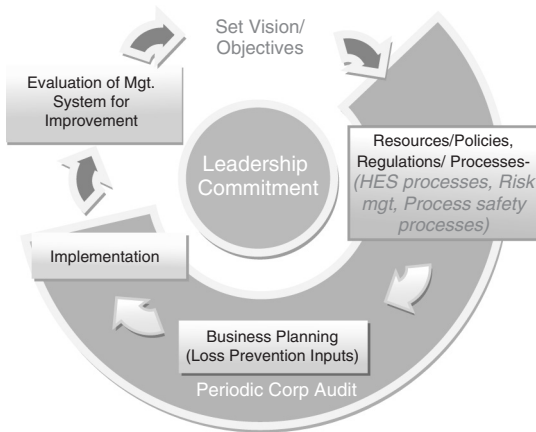 Set Vision/
Objectives
Evaluation of Mgt.
System for
Improvement
Leadership
Commitment
Resources/Policies,
Regulations/ Processes-
(HES processes, Risk
mgt, Process safety
processes)
Implementation
Business Planning
(Loss Prevention Inputs)
Periodic Corp Audit